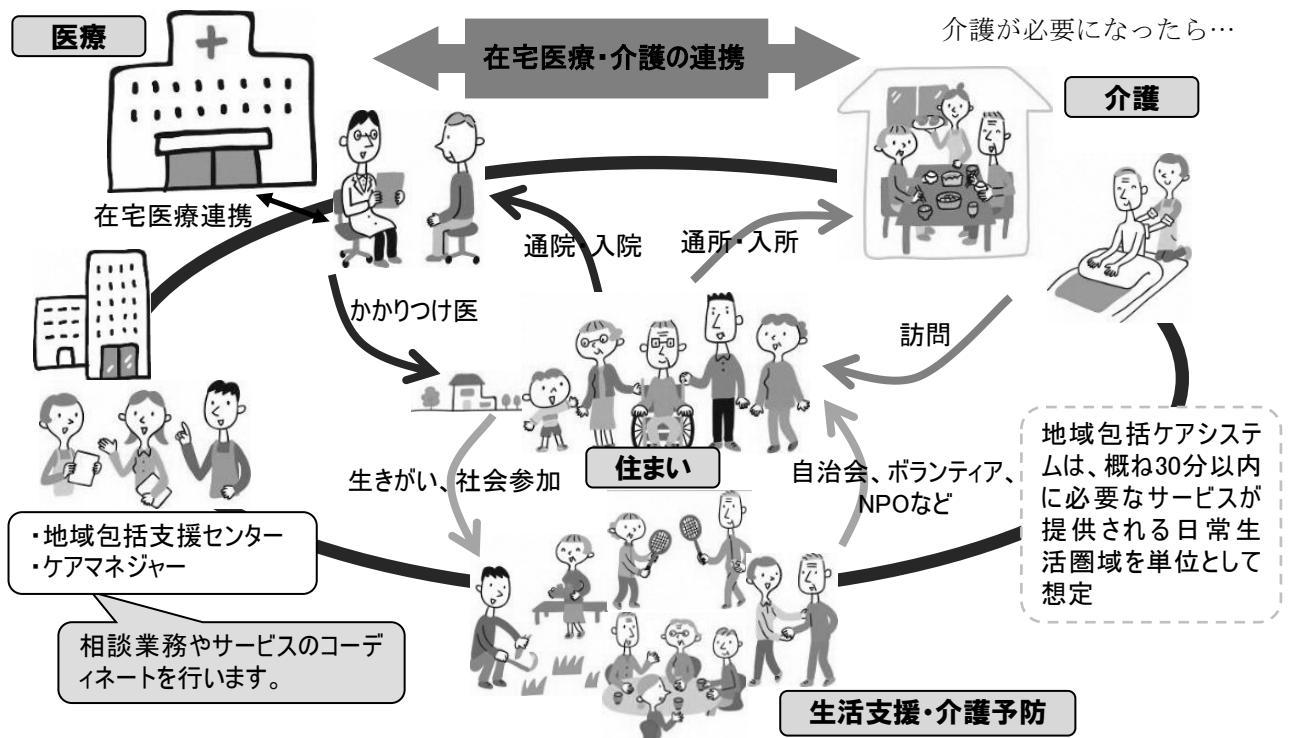 医療
在宅医療・介護の連携
介護が必要になったら…
介護
在宅医療連携
通院・入院
通所・入所
かかりつけ医
訪問
住まい
生きがい、社会参加
自治会、ボランティア、
NPOなど
地域包括ケアシステ
ムは、概ね30分以内
に必要なサービスが
提供される日常生
活圏域を単位として
想定
・地域包括支援センター
・ケアマネジャー
相談業務やサービスのコーデ
ィネートを行います。
生活支援・介護予防